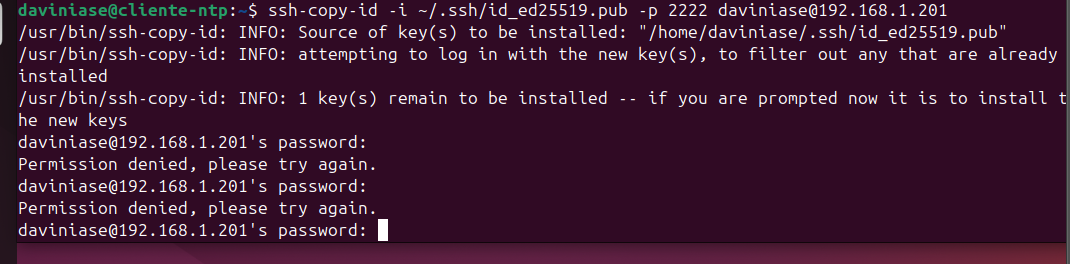 daviniase@cliente-ntp:~$ ssh-copy-id -i ~/.ssh/id_ed25519.pub -p 2222 daviniase@192.168.1.201
/usr/bin/ssh-copy-id: INFO: Source of key(s) to be installed: "/home/daviniase/.ssh/id_ed25519.pub"
/usr/bin/ssh-copy-id: INFO: attempting to log in with the new key(s), to filter out any that are already
installed
/usr/bin/ssh-copy-id: INFO: 1 key(s) remain to be installed -- if you are prompted now it is to install t
he new keys
daviniase@192.168.1.201's password:
Permission denied, please try again.
daviniase@192.168.1.201's password:
Permission denied, please try again.
daviniase@192.168.1.201's password: